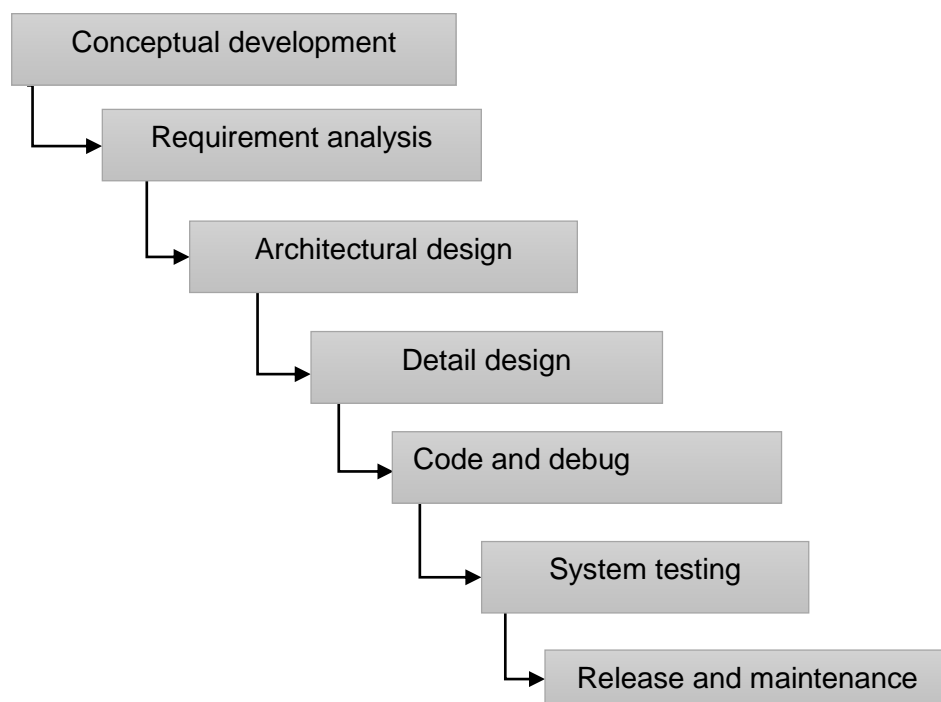 Conceptual development
Requirement analysis
Architectural design
Detail design
Code and debug
System testing
Release and maintenance